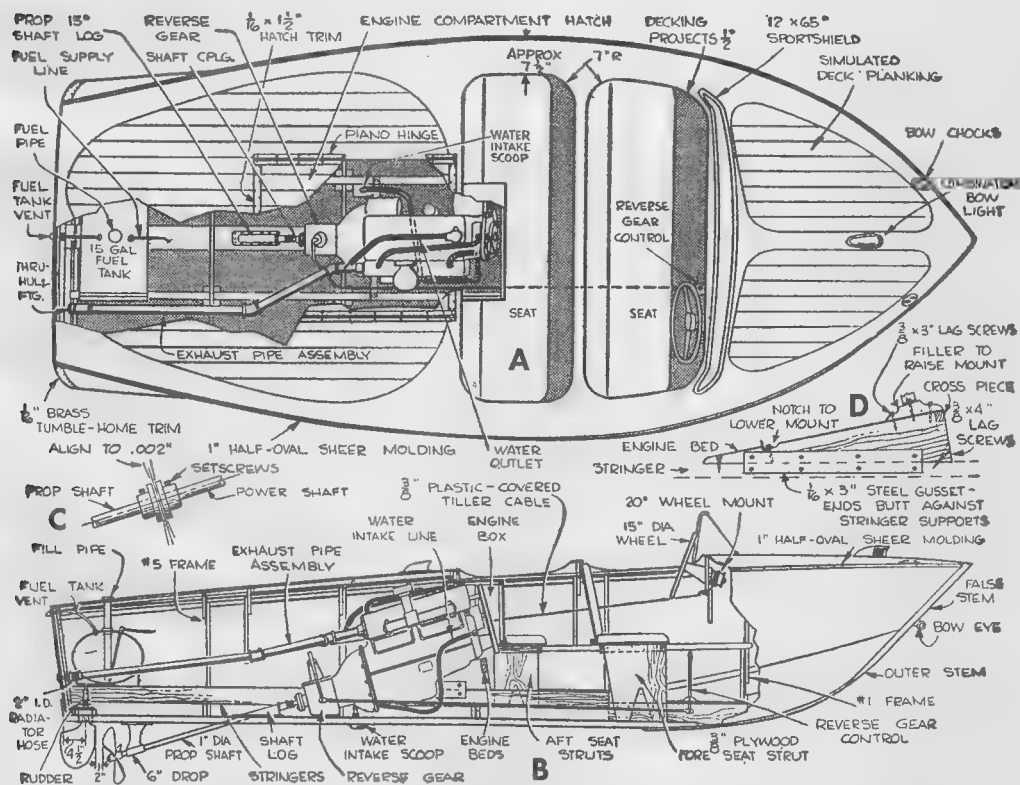 PROP 15"
SHAFT LOG
REVERSE
GEAR
1/16 x 1 1/2"
HATCH TRIM
ENGINE COMPARTMENT HATCH
DECKING
PROJECTS 1/2"
12 x 65"
SPORTSHIELD
FUEL SUPPLY
LINE
SHAFT CPLG.
APPROX
7 1/2"
7"R
SIMULATED
DECK PLANKING
FUEL
PIPE
PIANO HINGE
WATER
INTAKE
SCOOP
BOW CHOCKS
FUEL
TANK
VENT
COMBINATION
BOW
LIGHT
REVERSE
GEAR
CONTROL
15 GAL
FUEL
TANK
THRU-
HULL
FTG.
SEAT
SEAT
EXHAUST PIPE ASSEMBLY
A
3/8 x 3" LAG SCREWS
FILLER TO
RAISE MOUNT
CROSS PIECE
D
3/8 x 4"
LAG
SCREWS
1/16" BRASS
TUMBLE-HOME TRIM
NOTCH TO
LOWER MOUNT
ALIGN TO .002"
1" HALF-OVAL SHEER MOLDING
WATER
OUTLET
ENGINE BED
STRINGER
SETSCREWS
PROP SHAFT
POWER SHAFT
C
3/8" PLASTIC-COVERED
TILLER CABLE
20° WHEEL MOUNT
1/16 x 3" STEEL GUSSET-
ENDS BUTT AGAINST
STRINGER SUPPORTS
WATER
INTAKE LINE
ENGINE
BOX
15" DIA
WHEEL
1" HALF-OVAL SHEER MOLDING
FILL PIPE
#5 FRAME
EXHAUST PIPE
ASSEMBLY
FUEL TANK
VENT
FALSE
STEM
BOW EYE
OUTER STEM
2" I.D.
RADIA-
TOR
HOSE
#1 FRAME
4 1/2"
2"
1" DIA
PROP SHAFT
SHAFT
LOG
WATER
INTAKE SCOOP
ENGINE
BEDS
AFT SEAT
STRUTS
3/8" PLYWOOD
FORE SEAT STRUT
REVERSE GEAR
CONTROL
RUDDER
6" DROP
STRINGERS
REVERSE GEAR
B